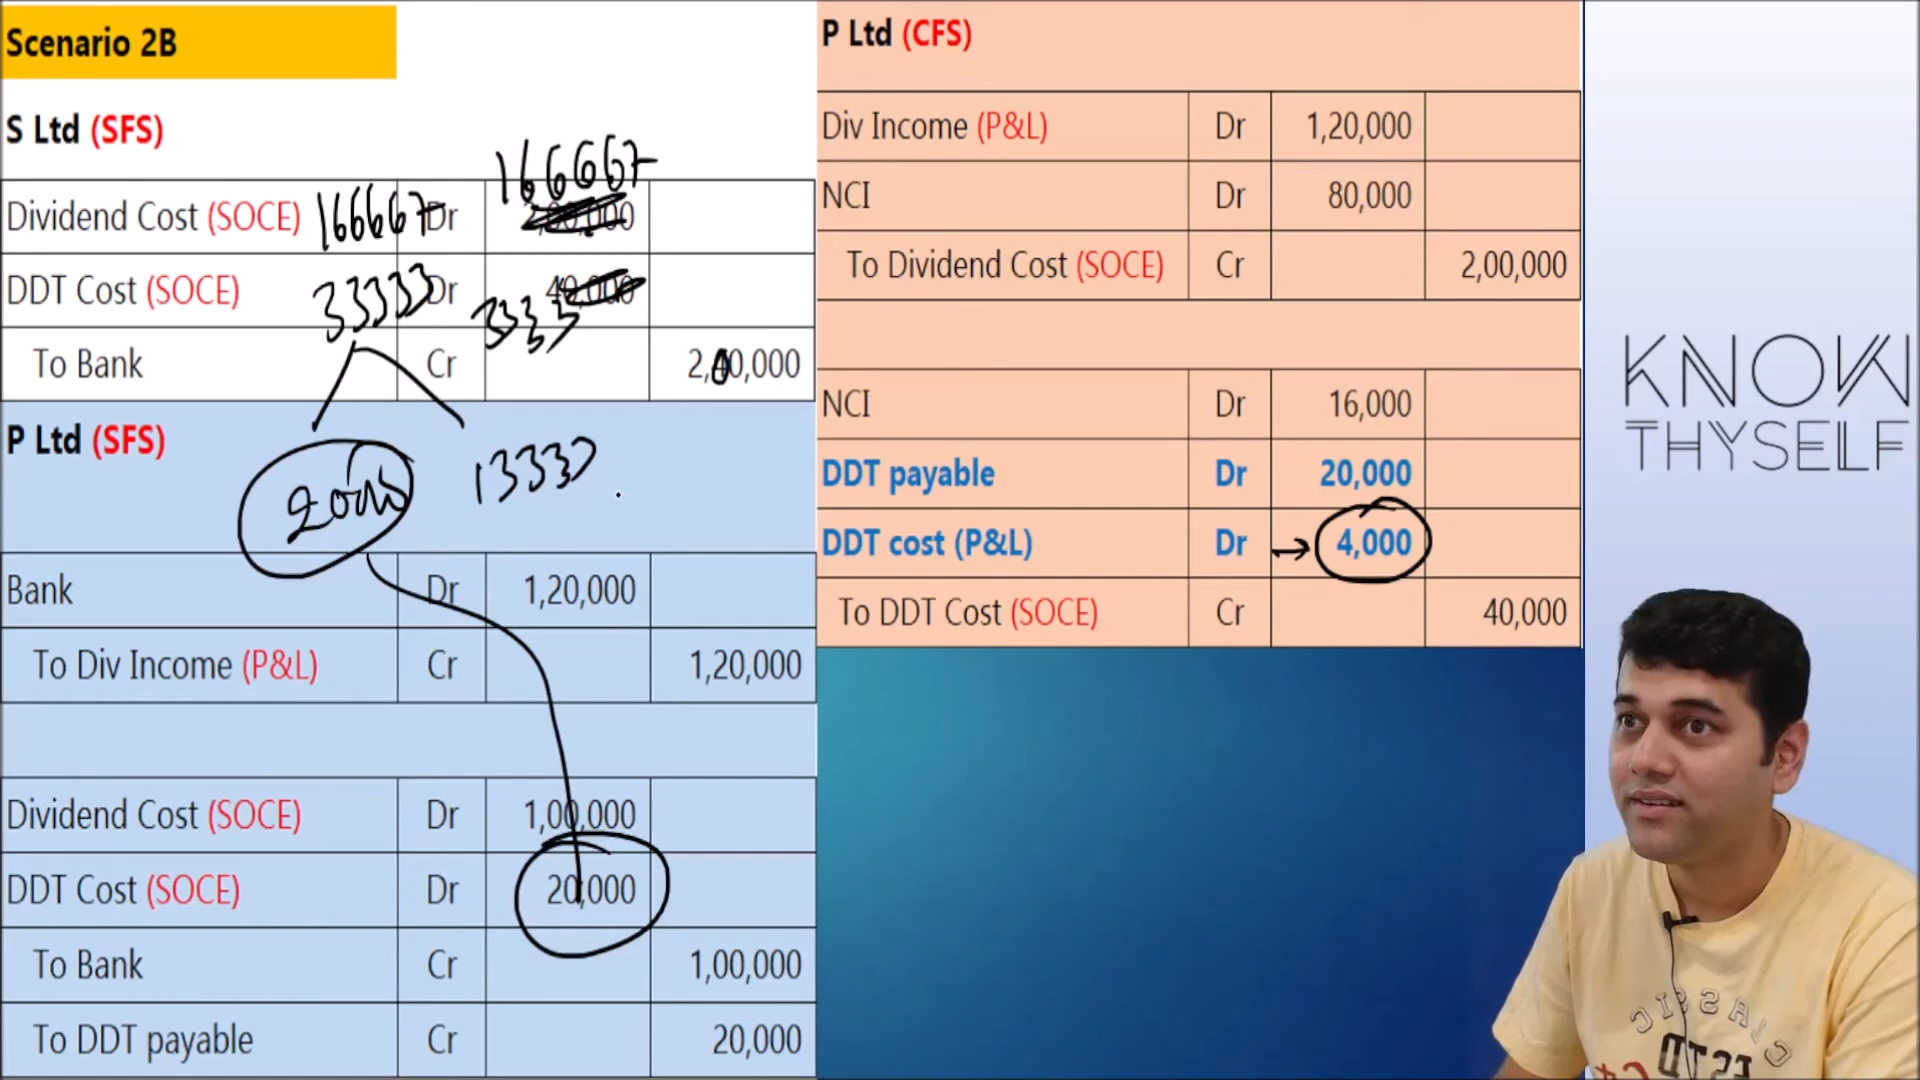 Scenario 2B
S Ltd (SFS)
166667
Dividend Cost (SOCE) 166667 Dr 2,00,000
DDT Cost (SOCE) 33333 Dr 40,000
3333
To Bank Cr 2,00,000
P Ltd (SFS)
20000 13333
Bank Dr 1,20,000
To Div Income (P&L) Cr 1,20,000
Dividend Cost (SOCE) Dr 1,00,000
DDT Cost (SOCE) Dr 20,000
To Bank Cr 1,00,000
To DDT payable Cr 20,000
P Ltd (CFS)
Div Income (P&L) Dr 1,20,000
NCI Dr 80,000
To Dividend Cost (SOCE) Cr 2,00,000
NCI Dr 16,000
DDT payable Dr 20,000
DDT cost (P&L) Dr → 4,000
To DDT Cost (SOCE) Cr 40,000
KNOW
THYSELF